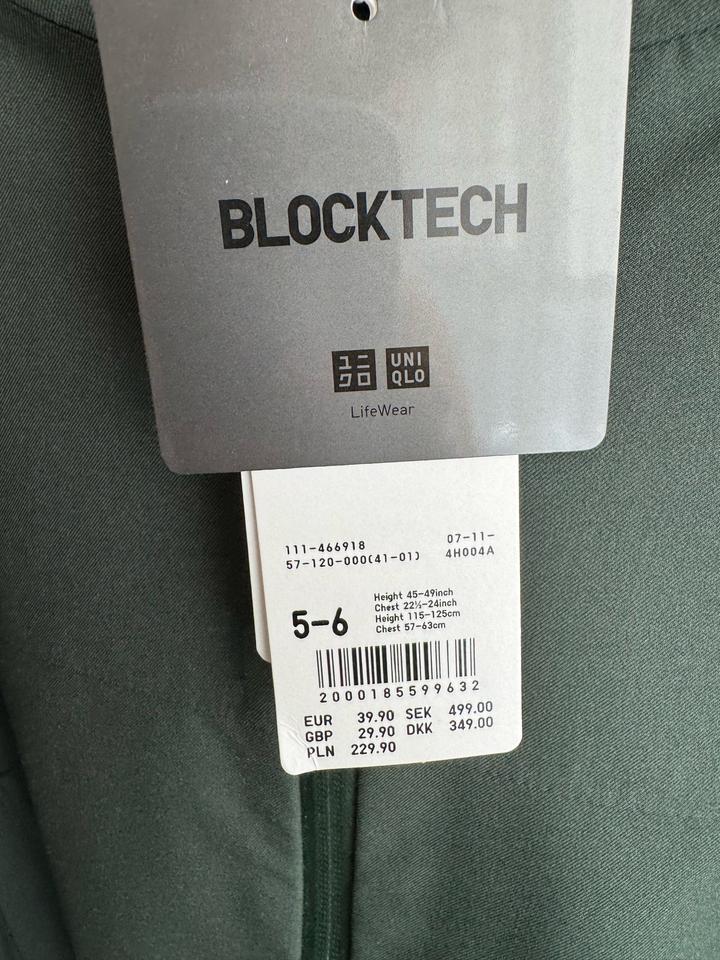 BLOCKTECH
ユニ UNI
クロ QLO
LifeWear
111-466918 07-11-
57-120-000(41-01) 4H004A
5-6
Height 45-49inch
Chest 22½-24inch
Height 115-125cm
Chest 57-63cm
2000185599632
EUR 39.90 SEK 499.00
GBP 29.90 DKK 349.00
PLN 229.90